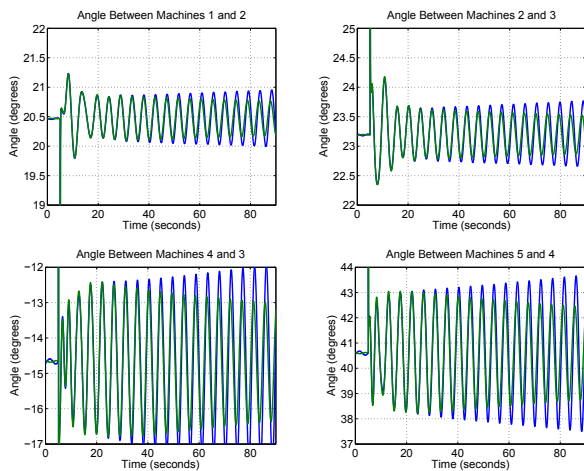 Angle Between Machines 1 and 2
Angle (degrees)
22
21.5
21
20.5
20
19.5
19
0 20 40 60 80
Time (seconds)
Angle Between Machines 2 and 3
Angle (degrees)
25
24.5
24
23.5
23
22.5
22
0 20 40 60 80
Time (seconds)
Angle Between Machines 4 and 3
Angle (degrees)
−12
−13
−14
−15
−16
−17
0 20 40 60 80
Time (seconds)
Angle Between Machines 5 and 4
Angle (degrees)
44
43
42
41
40
39
38
37
0 20 40 60 80
Time (seconds)